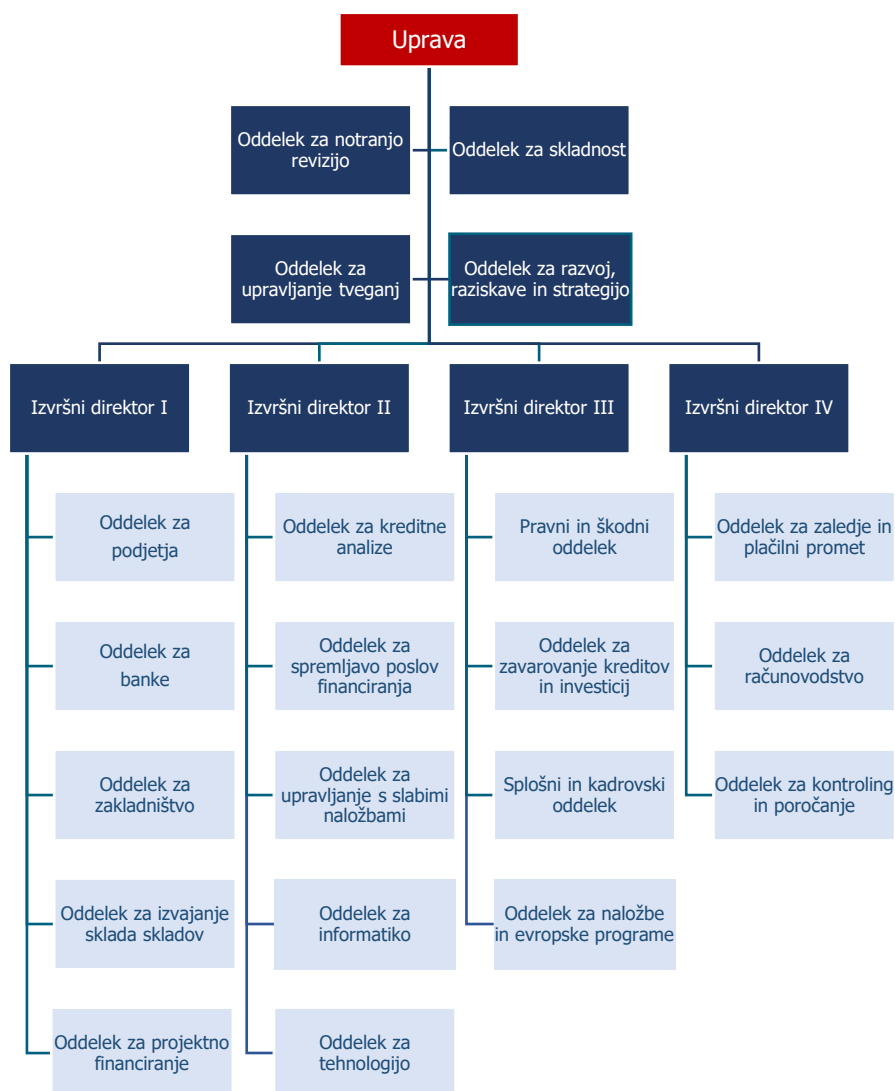 Uprava
Oddelek za notranjo
revizijo
Oddelek za skladnost
Oddelek za
upravljanje tveganj
Oddelek za razvoj,
raziskave in strategijo
Izvršni direktor I
Izvršni direktor II
Izvršni direktor III
Izvršni direktor IV
Oddelek za
podjetja
Oddelek za
banke
Oddelek za
zakladništvo
Oddelek za izvajanje
sklada skladov
Oddelek za projektno
financiranje
Oddelek za kreditne
analize
Oddelek za
spremljavo poslov
financiranja
Oddelek za
upravljanje s slabimi
naložbami
Oddelek za
informatiko
Oddelek za
tehnologijo
Pravni in škodni
oddelek
Oddelek za
zavarovanje kreditov
in investicij
Splošni in kadrovski
oddelek
Oddelek za naložbe
in evropske programe
Oddelek za zaledje in
plačilni promet
Oddelek za
računovodstvo
Oddelek za kontroling
in poročanje